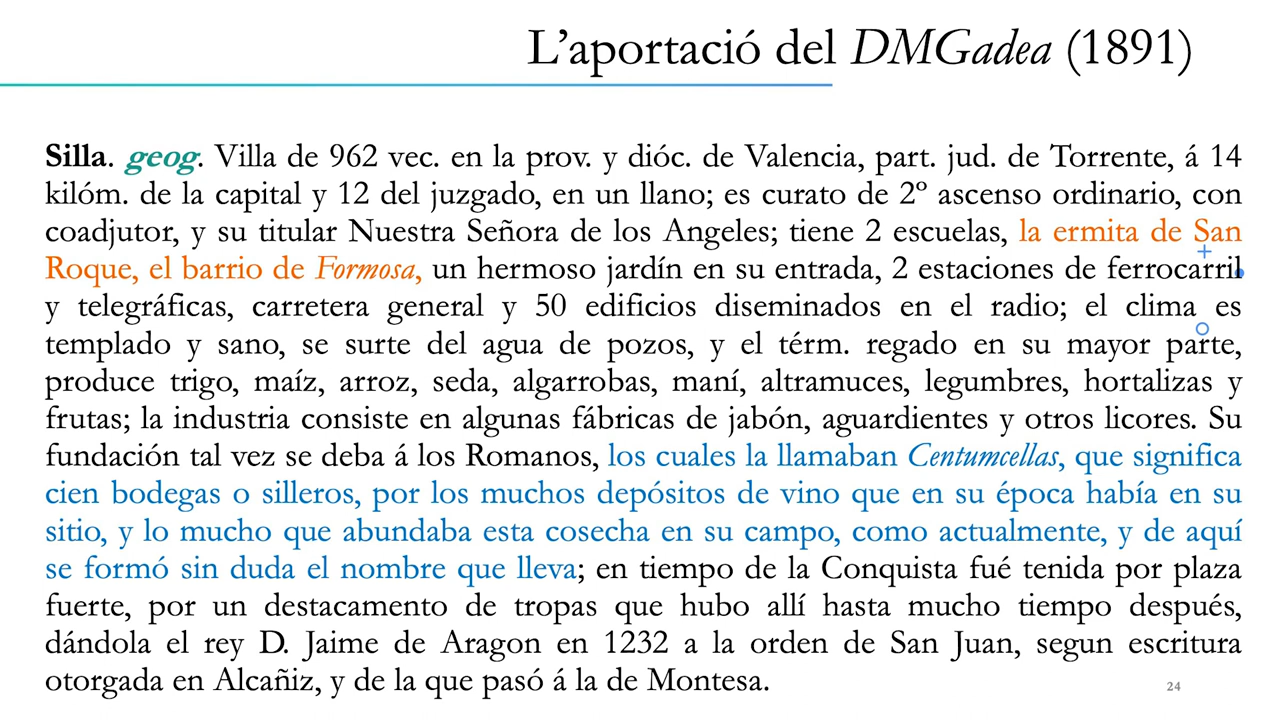 L’aportació del DMGadea (1891)
Silla. geog. Villa de 962 vec. en la prov. y dióc. de Valencia, part. jud. de Torrente, á 14
kilóm. de la capital y 12 del juzgado, en un llano; es curato de 2º ascenso ordinario, con
coadjutor, y su titular Nuestra Señora de los Angeles; tiene 2 escuelas, la ermita de San
Roque, el barrio de Formosa, un hermoso jardín en su entrada, 2 estaciones de ferrocarril
y telegráficas, carretera general y 50 edificios diseminados en el radio; el clima es
templado y sano, se surte del agua de pozos, y el térm. regado en su mayor parte,
produce trigo, maíz, arroz, seda, algarrobas, maní, altramuces, legumbres, hortalizas y
frutas; la industria consiste en algunas fábricas de jabón, aguardientes y otros licores. Su
fundación tal vez se deba á los Romanos, los cuales la llamaban Centumcellas, que significa
cien bodegas o silleros, por los muchos depósitos de vino que en su época había en su
sitio, y lo mucho que abundaba esta cosecha en su campo, como actualmente, y de aquí
se formó sin duda el nombre que lleva; en tiempo de la Conquista fué tenida por plaza
fuerte, por un destacamento de tropas que hubo allí hasta mucho tiempo después,
dándola el rey D. Jaime de Aragon en 1232 a la orden de San Juan, segun escritura
otorgada en Alcañiz, y de la que pasó á la de Montesa.
24